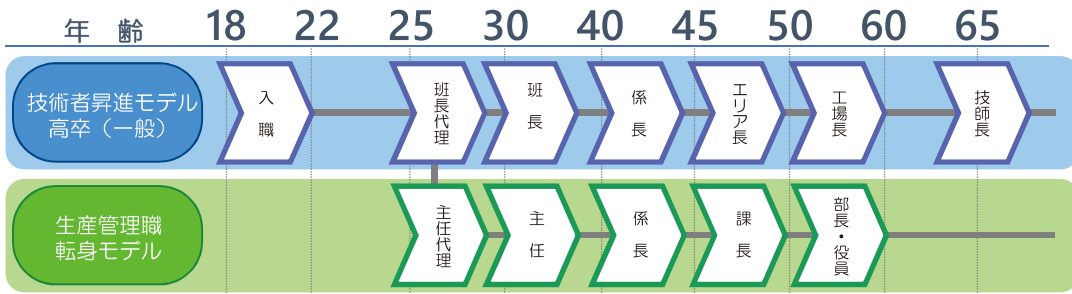 年 齢 18 22 25 30 40 45 50 60 65
技術者昇進モデル
高卒（一般）
入職
班長代理
班長
係長
エリア長
工場長
技師長
生産管理職
転身モデル
主任代理
主任
係長
課長
部長・役員